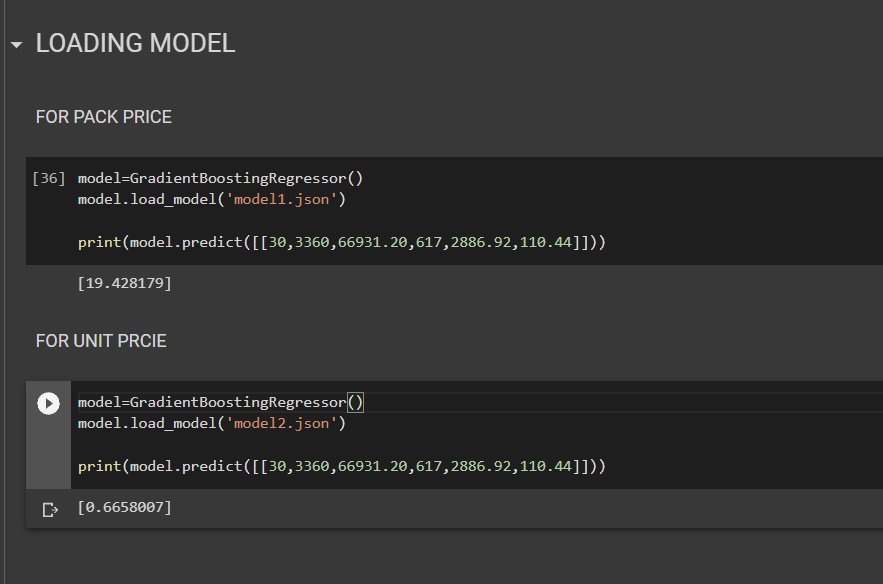 LOADING MODEL
FOR PACK PRICE
[36] model=GradientBoostingRegressor()
model.load_model('model1.json')
print(model.predict([[30,3360,66931.20,617,2886.92,110.44]]))
[19.428179]
FOR UNIT PRCIE
model=GradientBoostingRegressor()
model.load_model('model2.json')
print(model.predict([[30,3360,66931.20,617,2886.92,110.44]]))
[0.6658007]